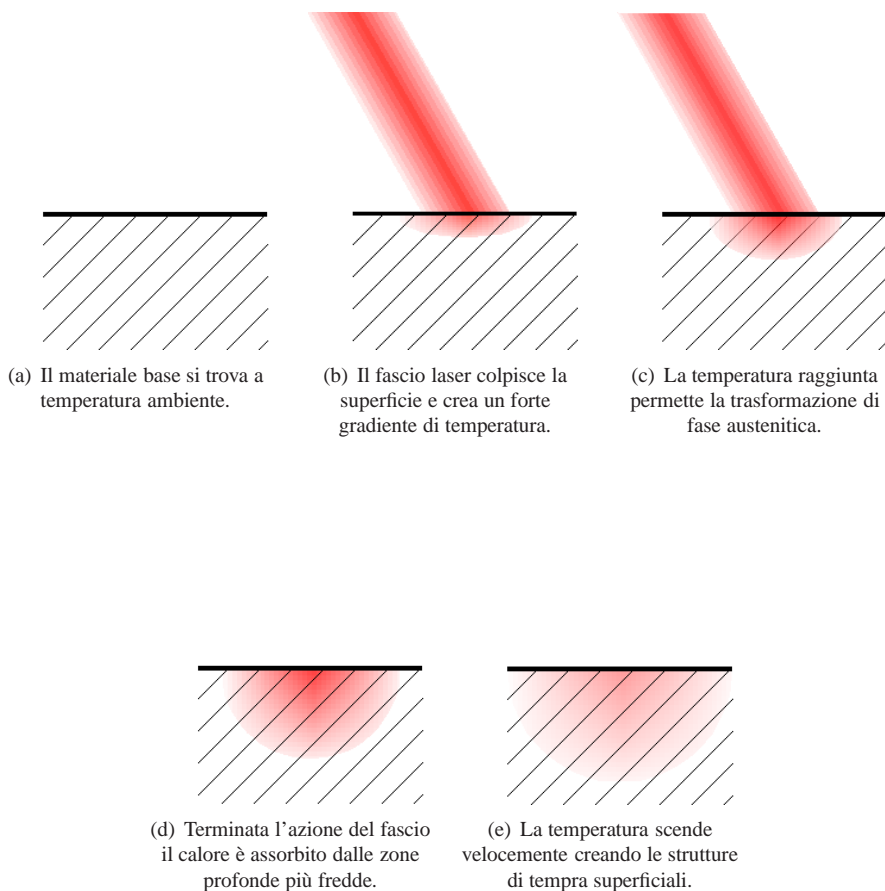 (a) Il materiale base si trova a
temperatura ambiente.
(b) Il fascio laser colpisce la
superficie e crea un forte
gradiente di temperatura.
(c) La temperatura raggiunta
permette la trasformazione di
fase austenitica.
(d) Terminata l'azione del fascio
il calore è assorbito dalle zone
profonde più fredde.
(e) La temperatura scende
velocemente creando le strutture
di tempra superficiali.